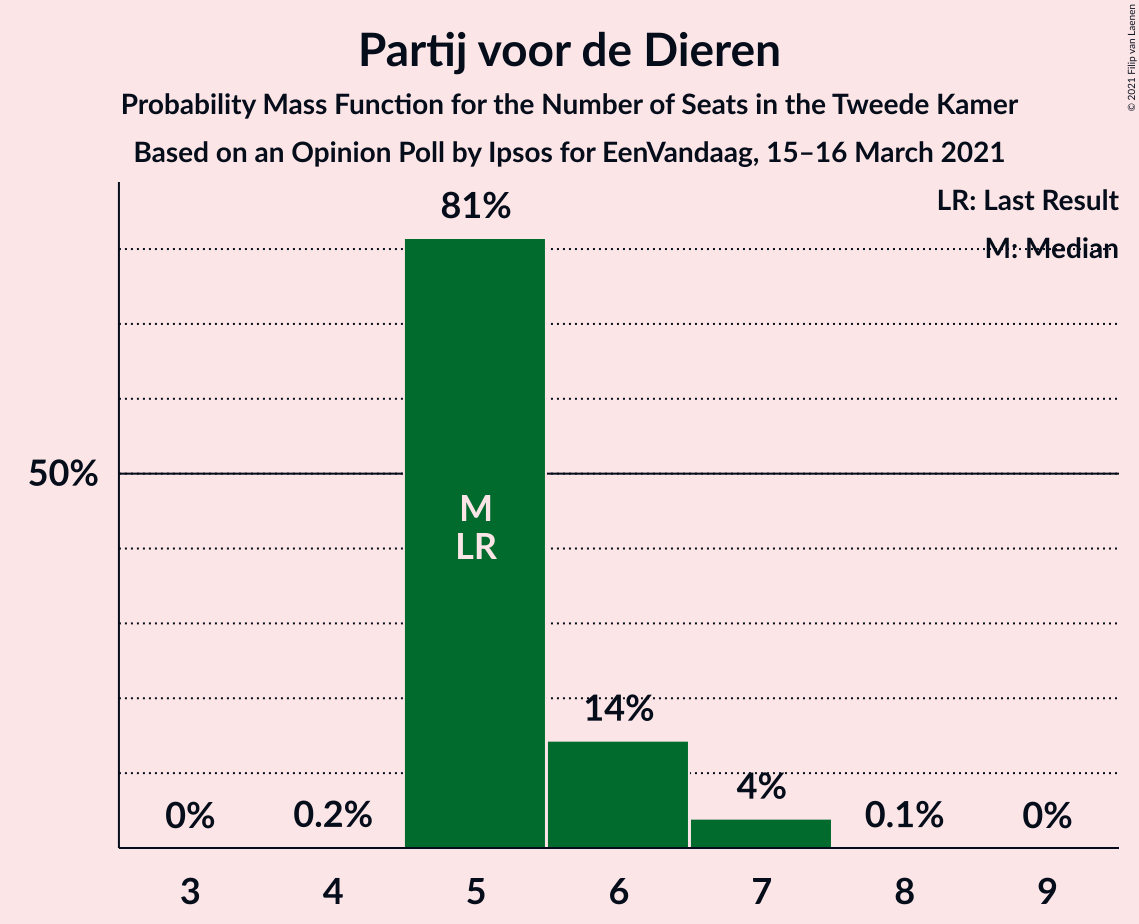 Partij voor de Dieren
Probability Mass Function for the Number of Seats in the Tweede Kamer
Based on an Opinion Poll by Ipsos for EenVandaag, 15–16 March 2021
© 2021 Filip van Laenen
LR: Last Result
M: Median
81%
50%
M
LR
14%
4%
0%
0.2%
0.1%
0%
3 4 5 6 7 8 9